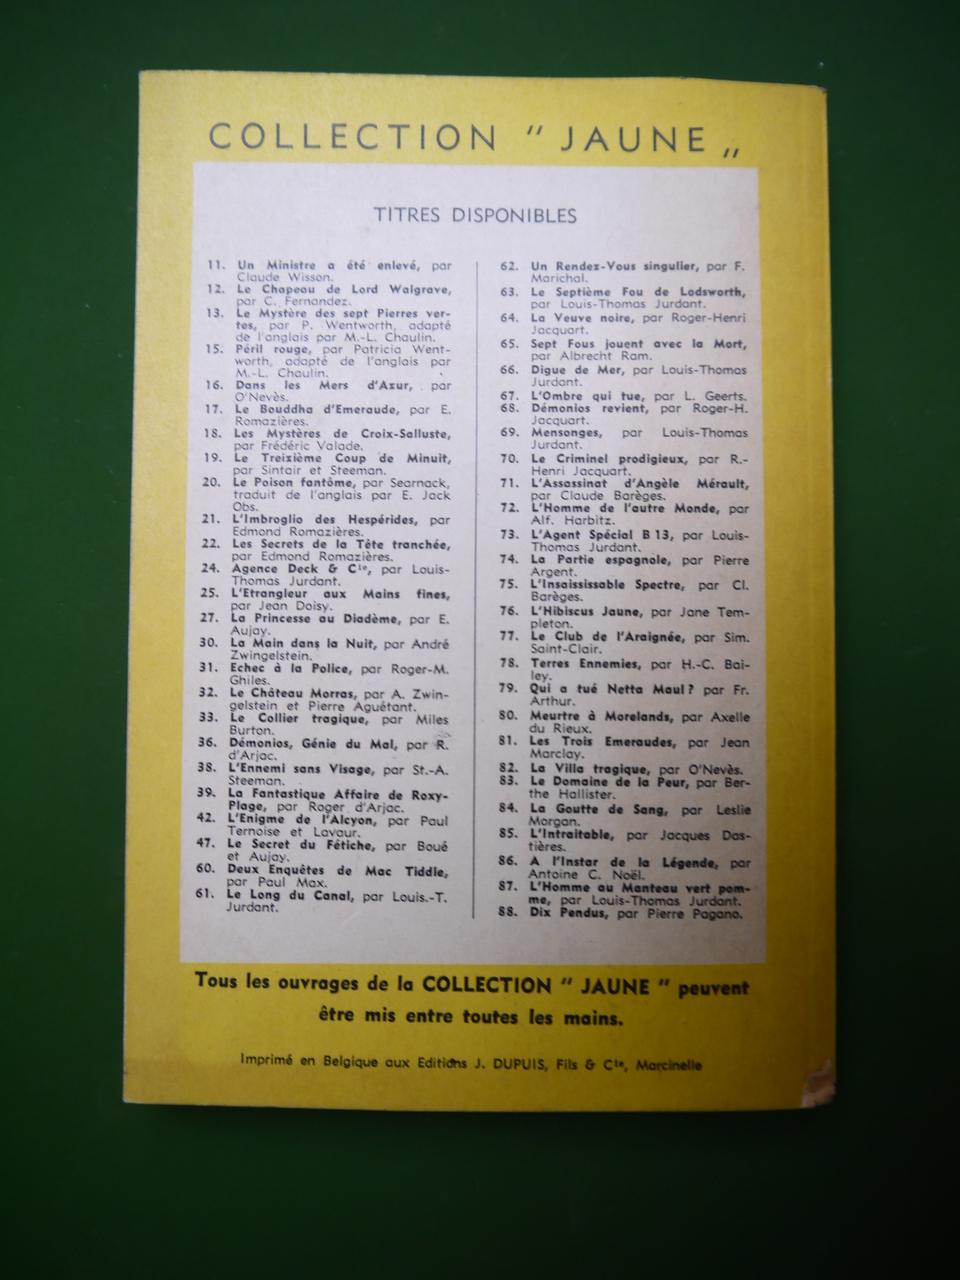 COLLECTION " JAUNE "
TITRES DISPONIBLES
11. Un Ministre a été enlevé, par
Claude Wisson.
12. Le Chapeau de Lord Walgrave,
par C. Fernandez.
13. Le Mystère des sept Pierres ver-
tes, par P. Wentworth, adapté
de l'anglais par M.-L. Chaulin.
15. Péril rouge, par Patricia Went-
worth, adapté de l'anglais par
M.-L. Chaulin.
16. Dans les Mers d'Azur, par
O'Nevès.
17. Le Bouddha d'Emeraude, par E.
Romazières.
18. Les Mystères de Croix-Salluste,
par Frédéric Valade.
19. Le Treizième Coup de Minuit,
par Sintair et Steeman.
20. Le Poison fantôme, par Searnack,
traduit de l'anglais par E. Jack
Obs.
21. L'Imbroglio des Hespérides, par
Edmond Romazières.
22. Les Secrets de la Tête tranchée,
par Edmond Romazières.
24. Agence Deck & Cie, par Louis-
Thomas Jurdant.
25. L'Etrangleur aux Mains fines,
par Jean Doisy.
27. La Princesse au Diadème, par E.
Aujay.
30. La Main dans la Nuit, par André
Zwingelstein.
31. Echec à la Police, par Roger-M.
Ghiles.
32. Le Château Morras, par A. Zwin-
gelstein et Pierre Aguétant.
33. Le Collier tragique, par Miles
Burton.
36. Démonios, Génie du Mal, par R.
d'Arjac.
38. L'Ennemi sans Visage, par St.-A.
Steeman.
39. La Fantastique Affaire de Roxy-
Plage, par Roger d'Arjac.
42. L'Enigme de l'Alcyon, par Paul
Ternoise et Lavaur.
47. Le Secret du Fétiche, par Boué
et Aujay.
60. Deux Enquêtes de Mac Tiddle,
par Paul Max.
61. Le Long du Canal, par Louis.-T.
Jurdant.
62. Un Rendez-Vous singulier, par F.
Marichal.
63. Le Septième Fou de Lodsworth,
par Louis-Thomas Jurdant.
64. La Veuve noire, par Roger-Henri
Jacquart.
65. Sept Fous jouent avec la Mort,
par Albrecht Ram.
66. Digue de Mer, par Louis-Thomas
Jurdant.
67. L'Ombre qui tue, par L. Geerts.
68. Démonios revient, par Roger-H.
Jacquart.
69. Mensonges, par Louis-Thomas
Jurdant.
70. Le Criminel prodigieux, par R.-
Henri Jacquart.
71. L'Assassinat d'Angèle Mérault,
par Claude Barèges.
72. L'Homme de l'autre Monde, par
Alf. Harbitz.
73. L'Agent Spécial B 13, par Louis-
Thomas Jurdant.
74. La Partie espagnole, par Pierre
Argent.
75. L'Insaississable Spectre, par Cl.
Barèges.
76. L'Hibiscus Jaune, par Jane Tem-
pleton.
77. Le Club de l'Araignée, par Sim.
Saint-Clair.
78. Terres Ennemies, par H.-C. Bai-
ley.
79. Qui a tué Netta Maul ? par Fr.
Arthur.
80. Meurtre à Morelands, par Axelle
du Rieux.
81. Les Trois Emeraudes, par Jean
Marclay.
82. La Villa tragique, par O'Nevès.
83. Le Domaine de la Peur, par Ber-
the Hallister.
84. La Goutte de Sang, par Leslie
Morgan.
85. L'Intraitable, par Jacques Das-
tières.
86. A l'Instar de la Légende, par
Antoine C. Noël.
87. L'Homme au Manteau vert pom-
me, par Louis-Thomas Jurdant.
88. Dix Pendus, par Pierre Pagano.
Tous les ouvrages de la COLLECTION " JAUNE " peuvent
être mis entre toutes les mains.
Imprimé en Belgique aux Editions J. DUPUIS, Fils & Cie, Marcinelle